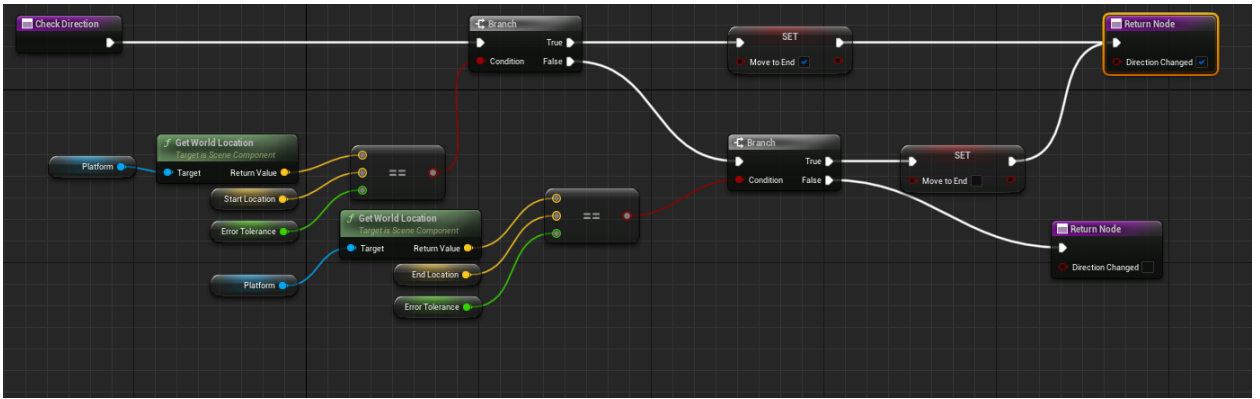 Check Direction
Branch
True
Condition
False
SET
Move to End
Return Node
Direction Changed
f Get World Location
Target is Scene Component
Target
Return Value
Platform
Start Location
Error Tolerance
==
f Get World Location
Target is Scene Component
Target
Return Value
Platform
End Location
Error Tolerance
==
Branch
True
Condition
False
SET
Move to End
Return Node
Direction Changed